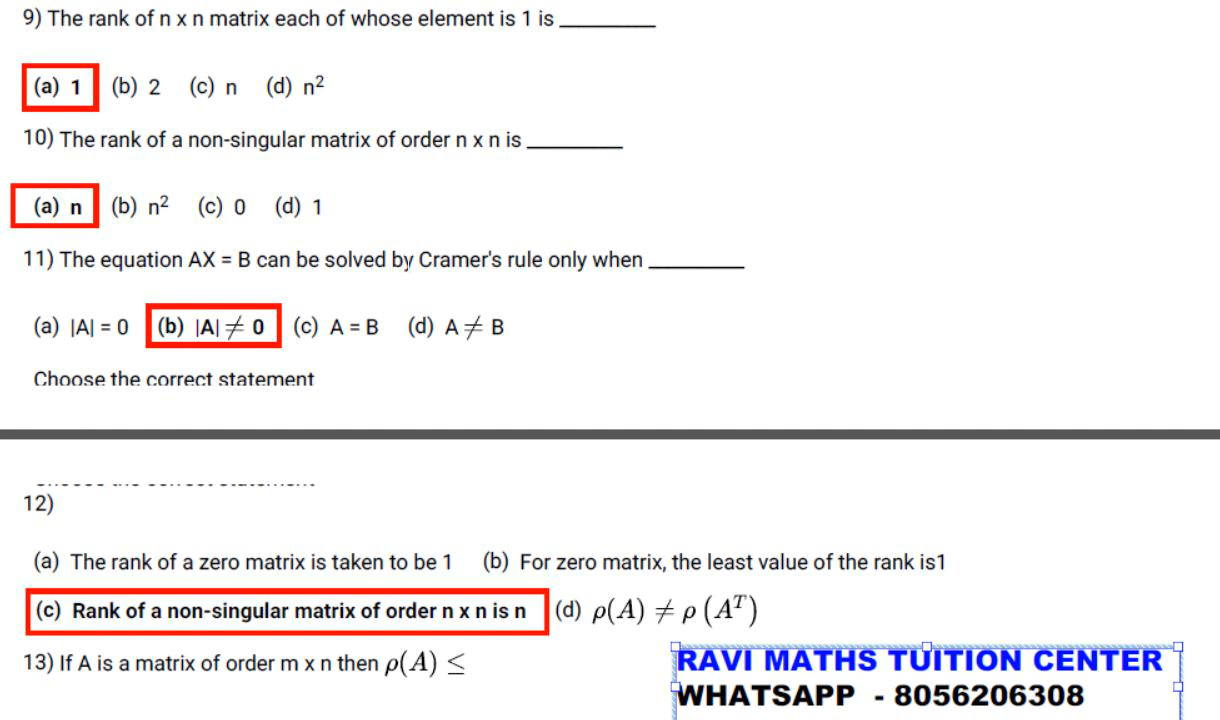 9) The rank of n x n matrix each of whose element is 1 is ________
(a) 1 (b) 2 (c) n (d) n²
10) The rank of a non-singular matrix of order n x n is ________
(a) n (b) n² (c) 0 (d) 1
11) The equation AX = B can be solved by Cramer's rule only when ________
(a) |A| = 0 (b) |A| ≠ 0 (c) A = B (d) A ≠ B
Choose the correct statement
12)
(a) The rank of a zero matrix is taken to be 1 (b) For zero matrix, the least value of the rank is1
(c) Rank of a non-singular matrix of order n x n is n (d) ρ(A) ≠ ρ (Aᵀ)
13) If A is a matrix of order m x n then ρ(A) ≤
RAVI MATHS TUITION CENTER
WHATSAPP - 8056206308